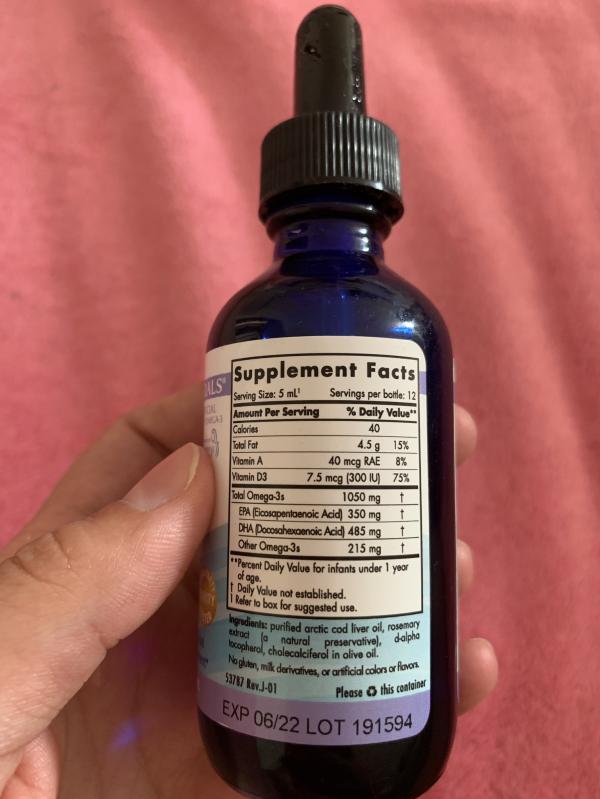 ALS®
Supplement Facts
Serving Size: 5 mL¹ Servings per bottle: 12
Amount Per Serving % Daily Value**
Calories 40
Total Fat 4.5 g 15%
Vitamin A 40 mcg RAE 8%
Vitamin D3 7.5 mcg (300 IU) 75%
Total Omega-3s 1050 mg †
EPA (Eicosapentaenoic Acid) 350 mg †
DHA (Docosahexaenoic Acid) 485 mg †
Other Omega-3s 215 mg †
**Percent Daily Value for infants under 1 year
of age.
† Daily Value not established.
1 Refer to box for suggested use.
Ingredients: purified arctic cod liver oil, rosemary
extract (a natural preservative), d-alpha
tocopherol, cholecalciferol in olive oil.
No gluten, milk derivatives, or artificial colors or flavors.
53787 Rev.J-01 Please this container
EXP 06/22 LOT 191594